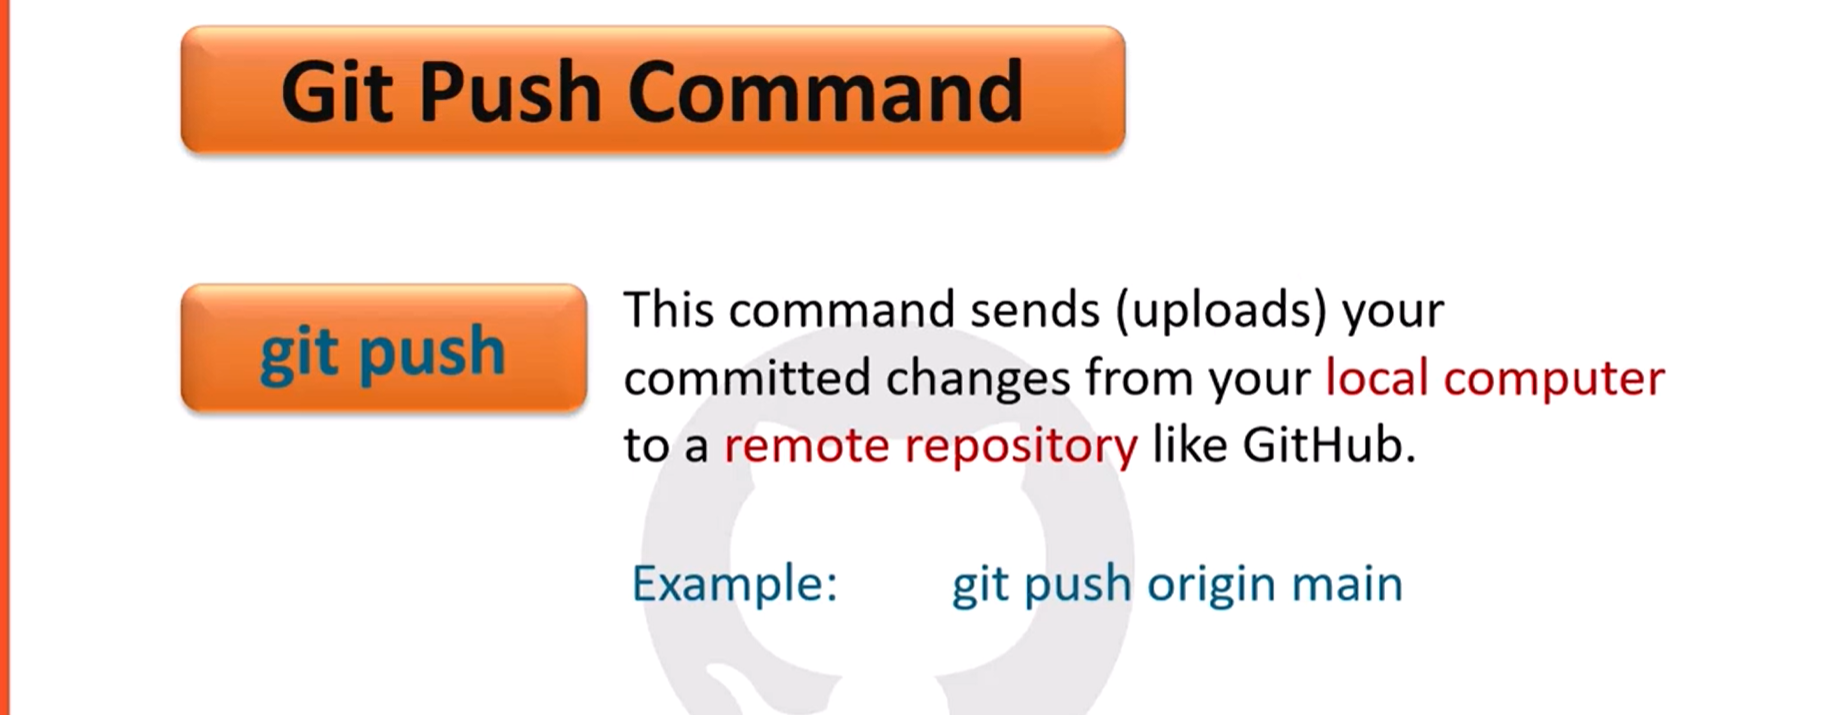 Git Push Command
git push
This command sends (uploads) your
committed changes from your local computer
to a remote repository like GitHub.
Example: git push origin main